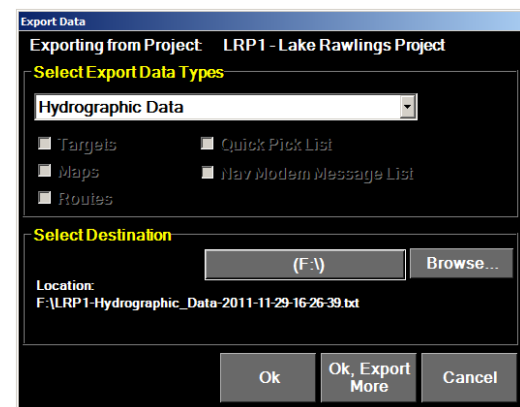 Export Data
Exporting from Project: LRP1 - Lake Rawlings Project
Select Export Data Types
Hydrographic Data
Targets
Quick Pick List
Maps
Nav Modem Message List
Routes
Select Destination
(F:\)
Browse...
Location:
F:\LRP1-Hydrographic_Data-2011-11-29-16-26-39.txt
Ok
Ok, Export
More
Cancel